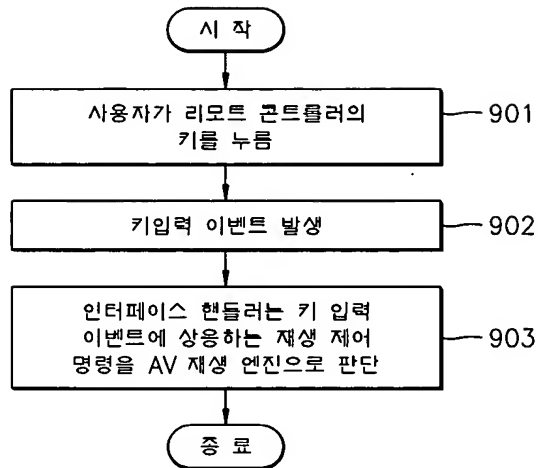 시 작
사용자가 리모트 콘트롤러의
키를 누름
901
키입력 이벤트 발생
902
인터페이스 핸들러는 키 입력
이벤트에 상응하는 재생 제어
명령을 AV 재생 엔진으로 판단
903
종 료